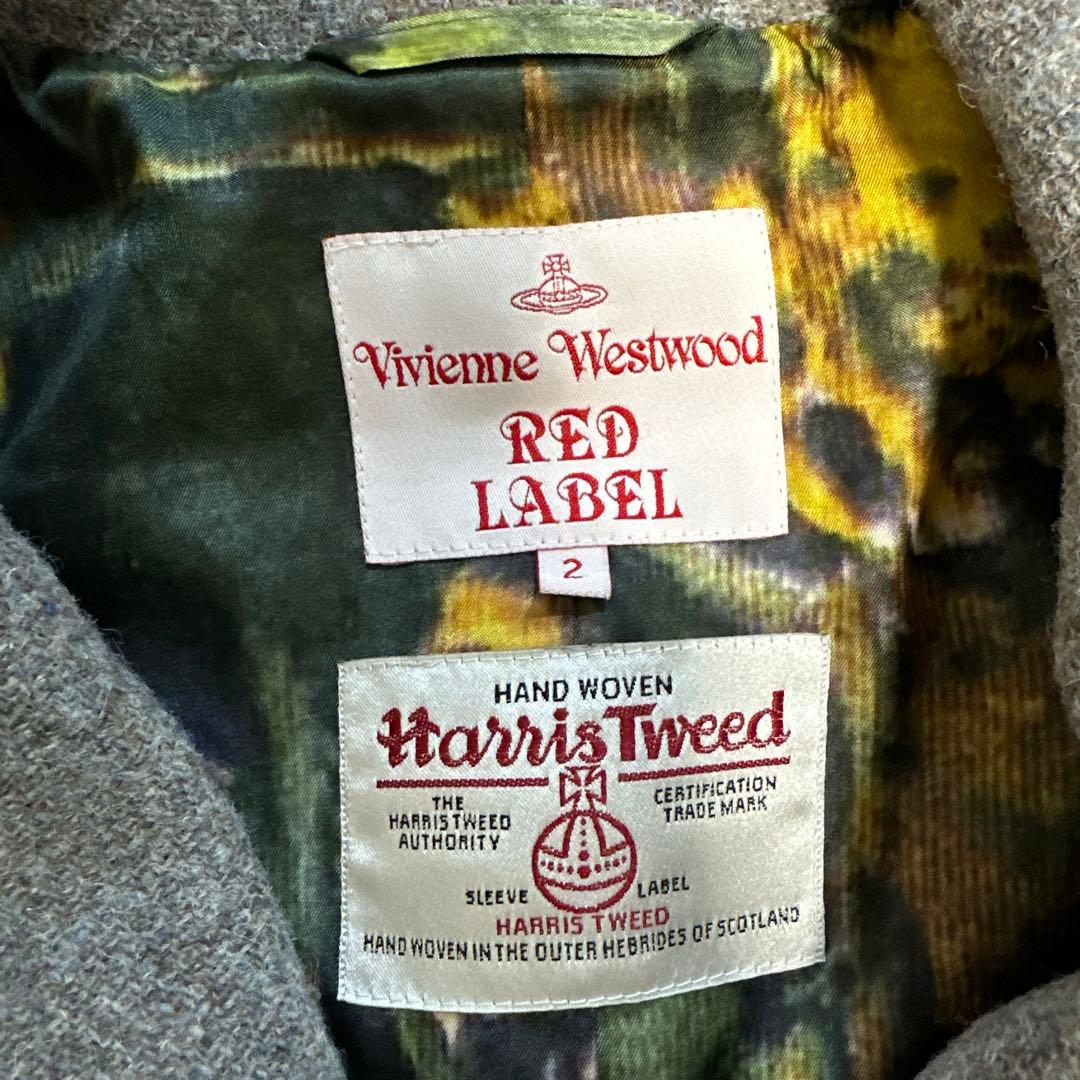 Vivienne Westwood
RED
LABEL
2
HAND WOVEN
Harris Tweed
THE
HARRIS TWEED
AUTHORITY
CERTIFICATION
TRADE MARK
SLEEVE LABEL
HARRIS TWEED
HAND WOVEN IN THE OUTER HEBRIDES OF SCOTLAND